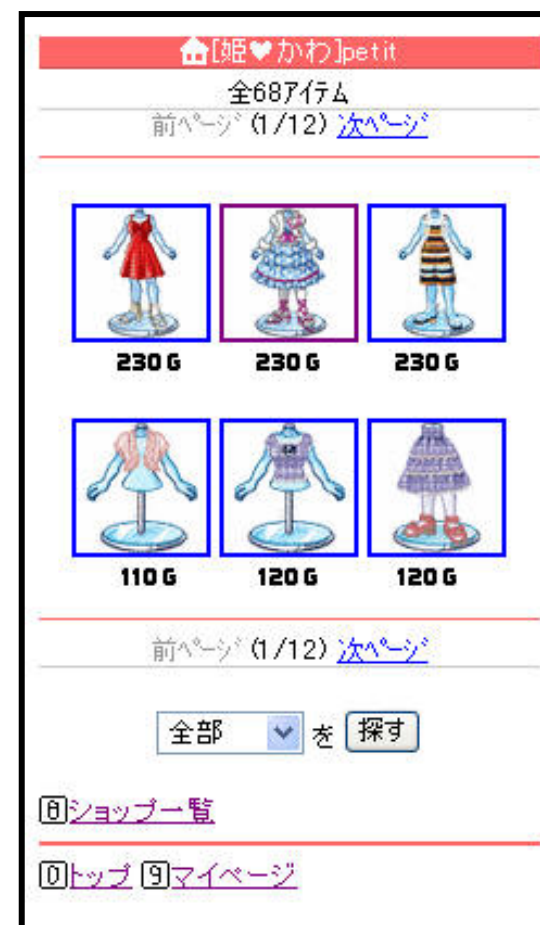 [姫♥かわ]petit
全68ｱｲﾃﾑ
前ﾍﾟｰｼﾞ(1/12) 次ﾍﾟｰｼﾞ
230 G 230 G 230 G
110 G 120 G 120 G
前ﾍﾟｰｼﾞ(1/12) 次ﾍﾟｰｼﾞ
全部 を 探す
8ショップ一覧
0トップ 9マイページ